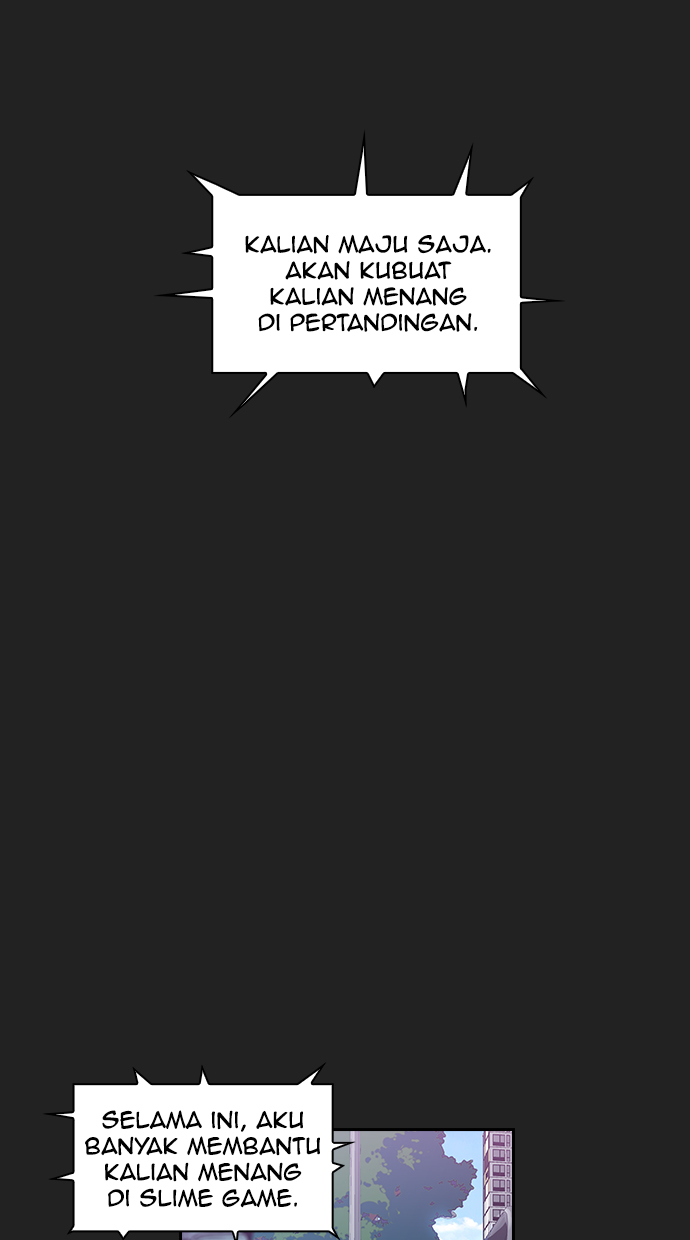 KALIAN MAJU SAJA.
AKAN KUBUAT
KALIAN MENANG
DI PERTANDINGAN.
SELAMA INI, AKU
BANYAK MEMBANTU
KALIAN MENANG
DI SLIME GAME.